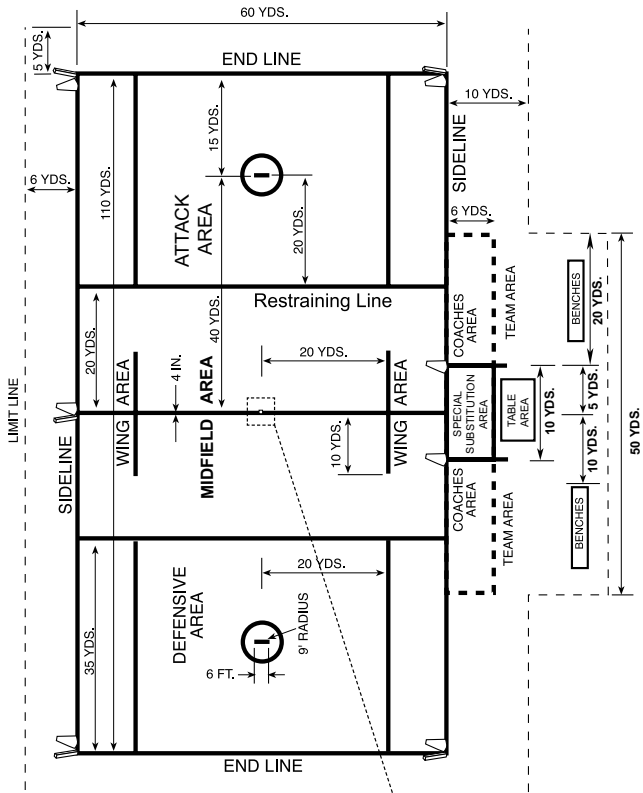 60 YDS.
5 YDS.
END LINE
10 YDS.
15 YDS.
SIDELINE
6 YDS.
110 YDS.
ATTACK
AREA
6 YDS.
20 YDS.
40 YDS.
Restraining Line
COACHES
AREA
TEAM AREA
BENCHES
20 YDS.
LIMIT LINE
20 YDS.
WING AREA
4 IN.
MIDFIELD AREA
20 YDS.
WING AREA
10 YDS.
SPECIAL
SUBSTITUTION
AREA
TABLE
AREA
10 YDS.
5 YDS.
10 YDS.
50 YDS.
SIDELINE
COACHES
AREA
TEAM AREA
BENCHES
35 YDS.
DEFENSIVE
AREA
20 YDS.
9' RADIUS
6 FT.
END LINE